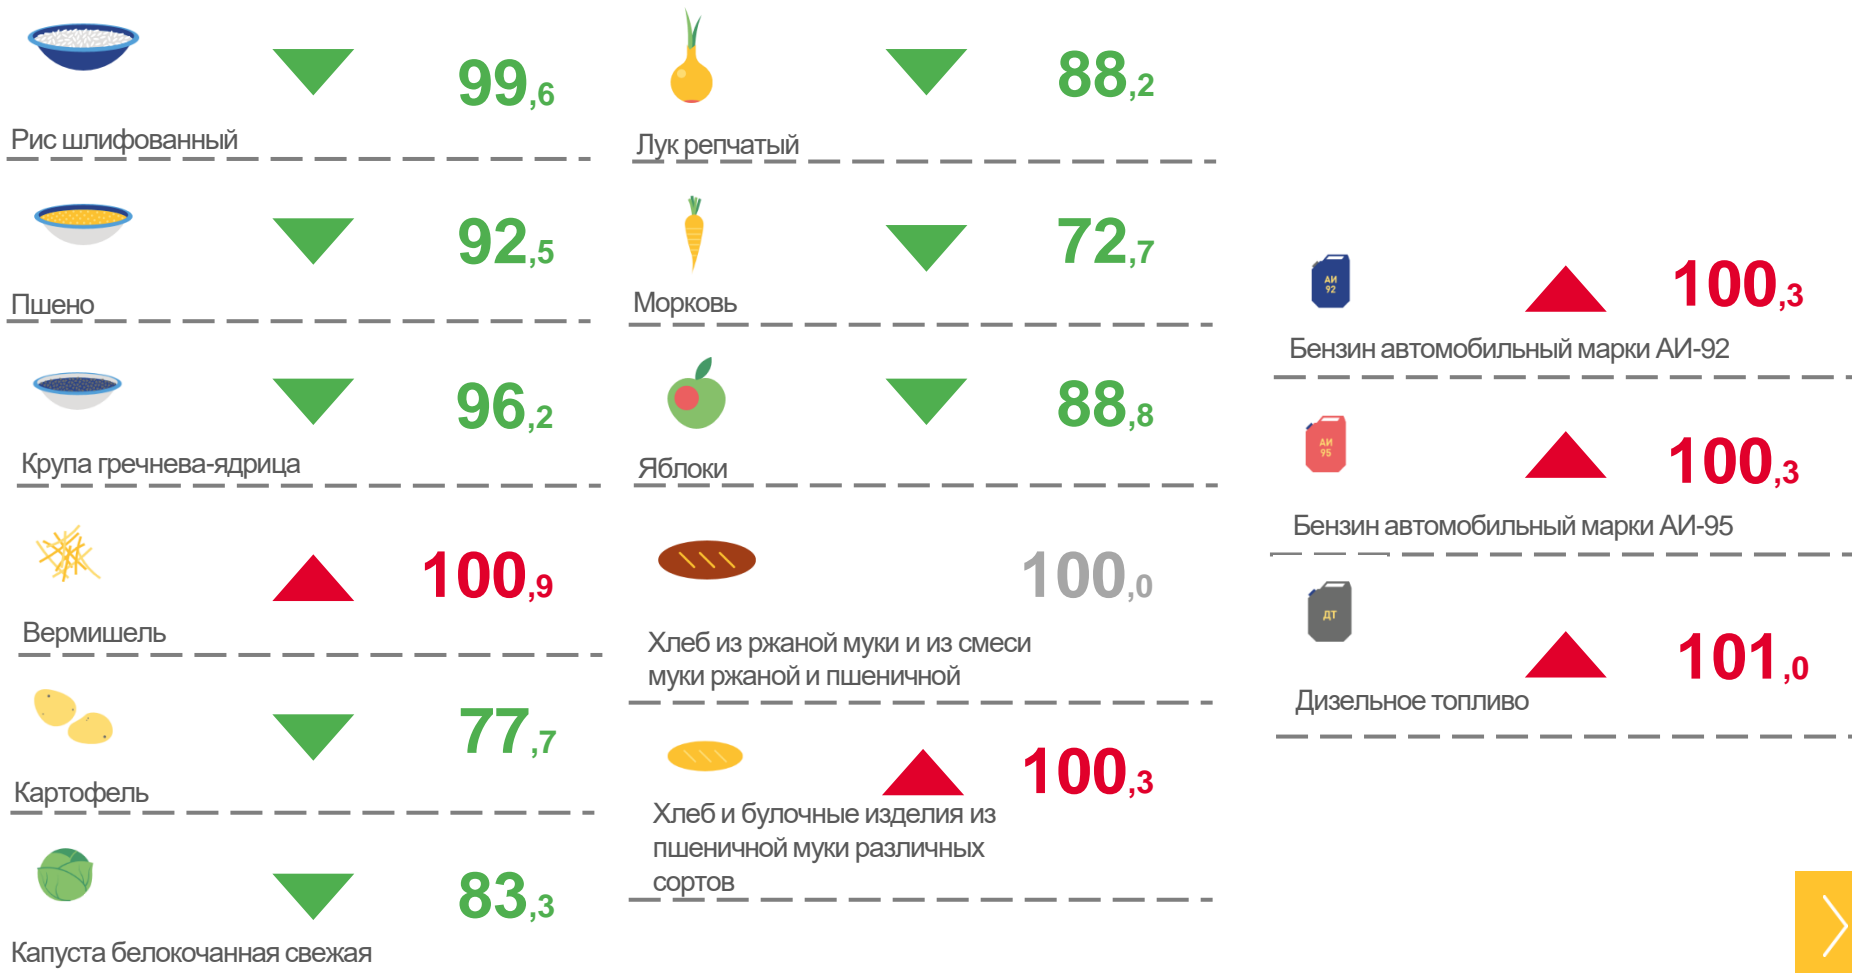 99,6
Рис шлифованный
92,5
Пшено
96,2
Крупа гречнева-ядрица
100,9
Вермишель
77,7
Картофель
83,3
Капуста белокочанная свежая
88,2
Лук репчатый
72,7
Морковь
88,8
Яблоки
100,0
Хлеб из ржаной муки и из смеси
муки ржаной и пшеничной
100,3
Хлеб и булочные изделия из
пшеничной муки различных
сортов
АИ
92
100,3
Бензин автомобильный марки АИ-92
АИ
95
100,3
Бензин автомобильный марки АИ-95
ДТ
101,0
Дизельное топливо